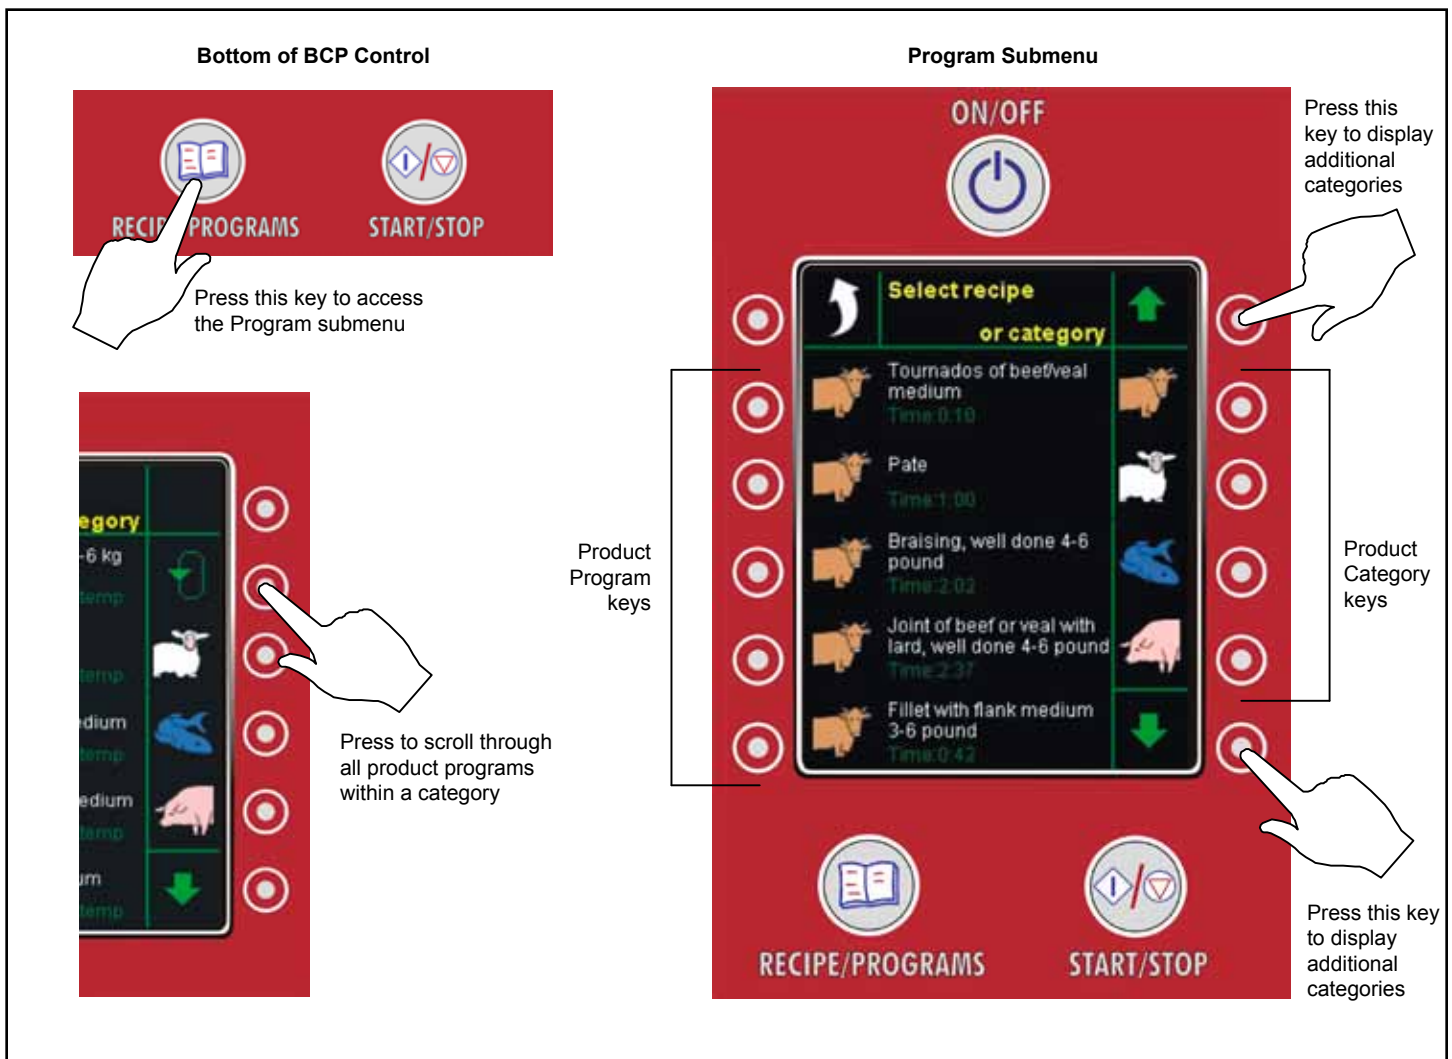 Bottom of BCP Control
RECIPE/PROGRAMS
START/STOP
Press this key to access
the Program submenu
egory
-6 kg
temp
temp
edium
temp
edium
temp
um
temp
Press to scroll through
all product programs
within a category
Program Submenu
ON/OFF
Press this
key to display
additional
categories
Select recipe
or category
Tournados of beef/veal
medium
Time:0:10
Pate
Time:1:00
Braising, well done 4-6
pound
Time:2:02
Joint of beef or veal with
lard, well done 4-6 pound
Time:2:37
Fillet with flank medium
3-6 pound
Time:0:42
Product
Program
keys
Product
Category
keys
RECIPE/PROGRAMS
START/STOP
Press this key
to display
additional
categories